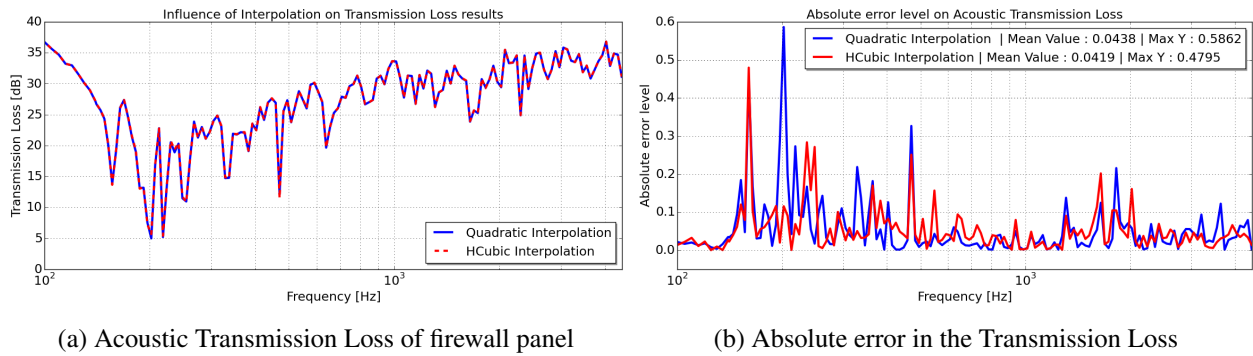 Influence of Interpolation on Transmission Loss results
40
35
30
25
20
15
10
5
0
Transmission Loss [dB]
Quadratic Interpolation
HCubic Interpolation
10^2
10^3
Frequency [Hz]
(a) Acoustic Transmission Loss of firewall panel
Absolute error level on Acoustic Transmission Loss
0.6
0.5
0.4
0.3
0.2
0.1
0.0
Absolute error level
Quadratic Interpolation | Mean Value : 0.0438 | Max Y : 0.5862
HCubic Interpolation | Mean Value : 0.0419 | Max Y : 0.4795
10^2
10^3
Frequency [Hz]
(b) Absolute error in the Transmission Loss